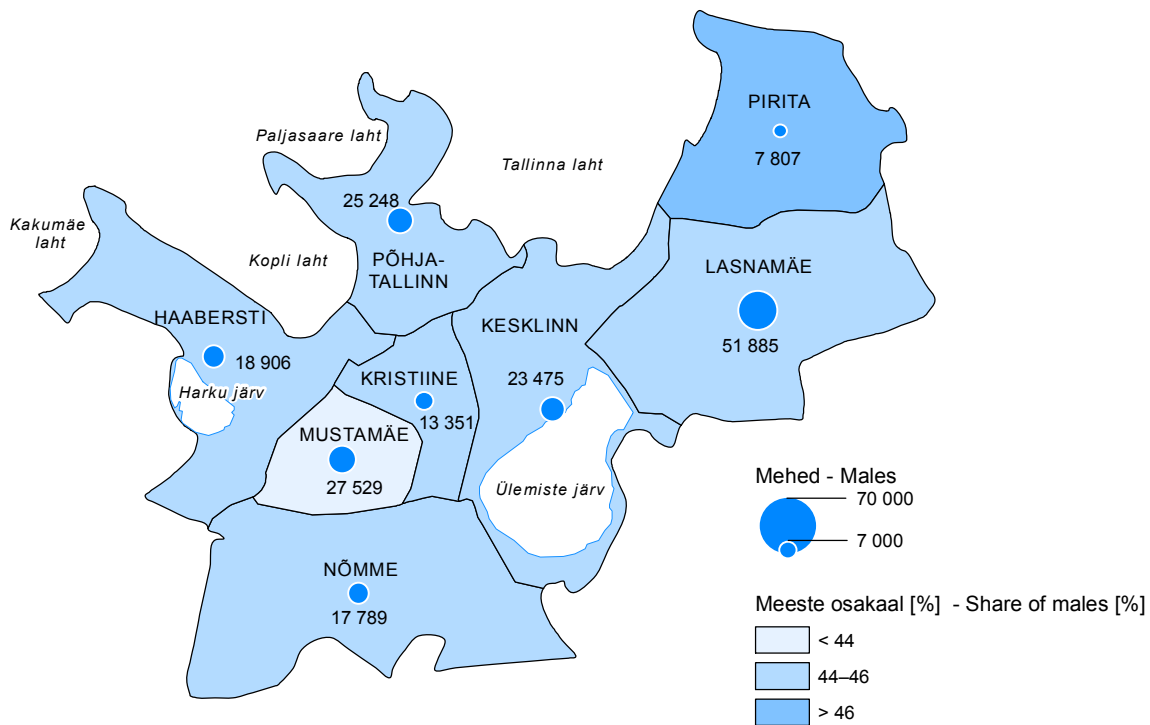 PIRITA
7 807
Paljasaare laht
Tallinna laht
25 248
PÕHJA-
TALLINN
Kakumäe
laht
Kopli laht
LASNAMÄE
51 885
HAABERSTI
18 906
Harku järv
KESKLINN
23 475
KRISTIINE
13 351
MUSTAMÄE
27 529
Ülemiste järv
NÕMME
17 789
Mehed - Males
70 000
7 000
Meeste osakaal [%] - Share of males [%]
< 44
44–46
> 46